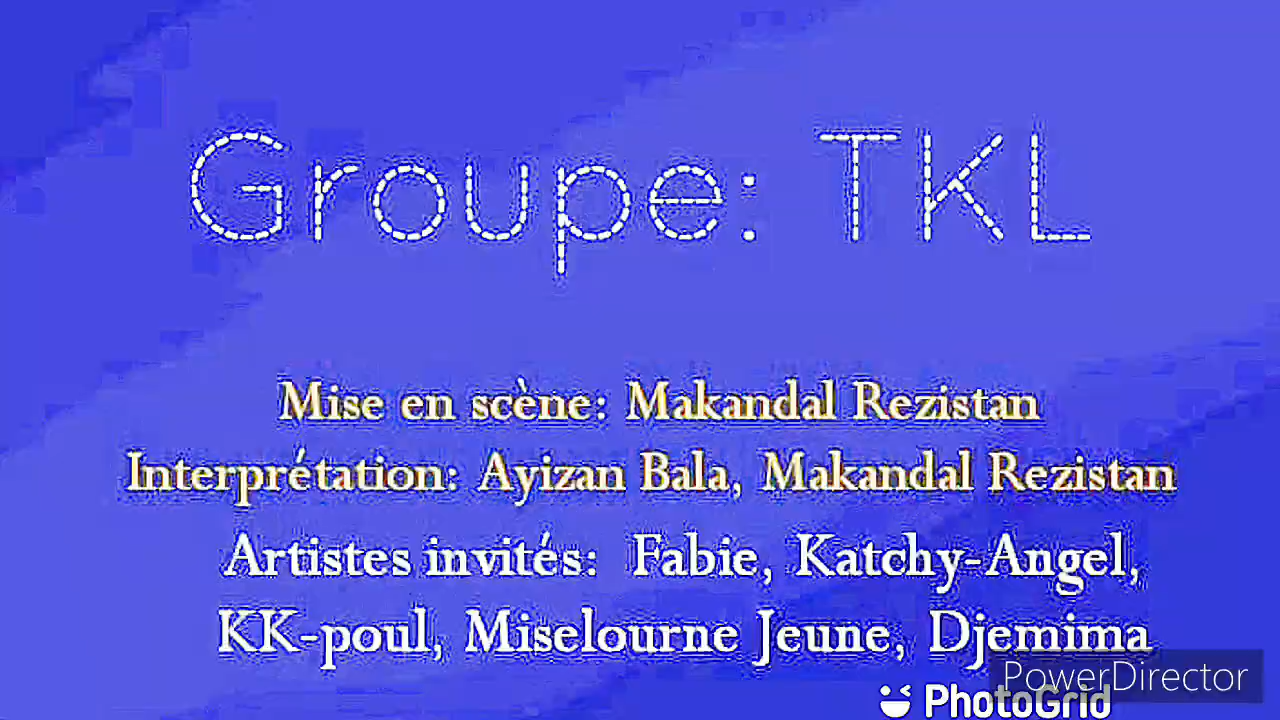 Groupe: TKL
Mise en scène: Makandal Rezistan
Interprétation: Ayizan Bala, Makandal Rezistan
Artistes invités: Fabie, Katchy-Angel,
KK-poul, Miselourne Jeune, Djemima
PowerDirector
PhotoGrid